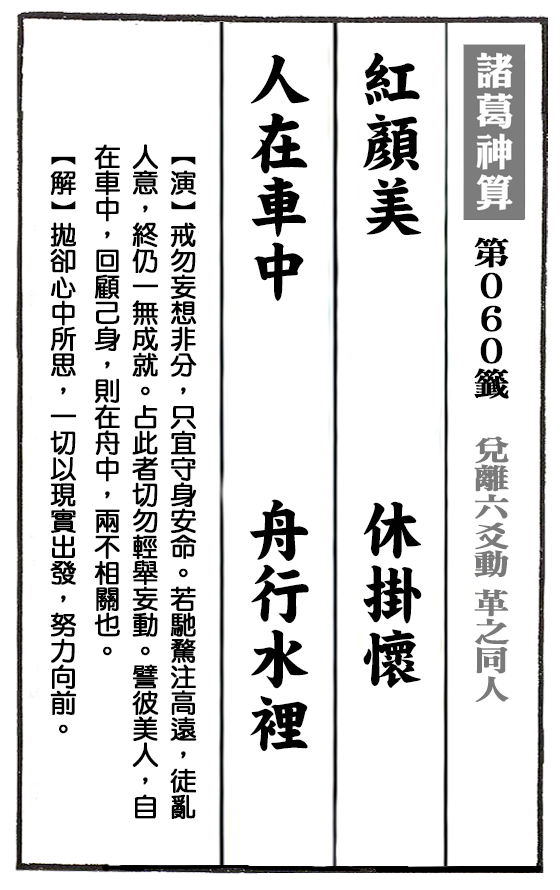 諸葛神算 第０６０籤 兌離六爻動 革之同人
紅顏美 休掛懷
人在車中 舟行水裡
【演】戒勿妄想非分，只宜守身安命。若馳騖注高遠，徒亂
人意，終仍一無成就。占此者切勿輕舉妄動。譬彼美人，自
在車中，回顧己身，則在舟中，兩不相關也。
【解】拋卻心中所思，一切以現實出發，努力向前。